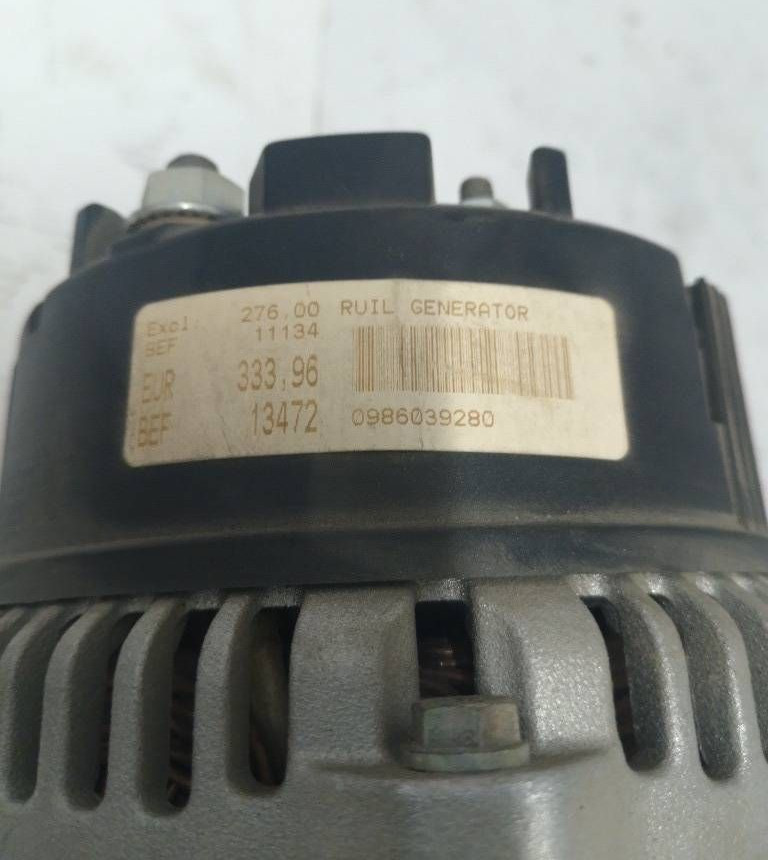 Excl. 276.00 RUIL GENERATOR
BEF 11134
EUR 333,96
BEF 13472 0986039280